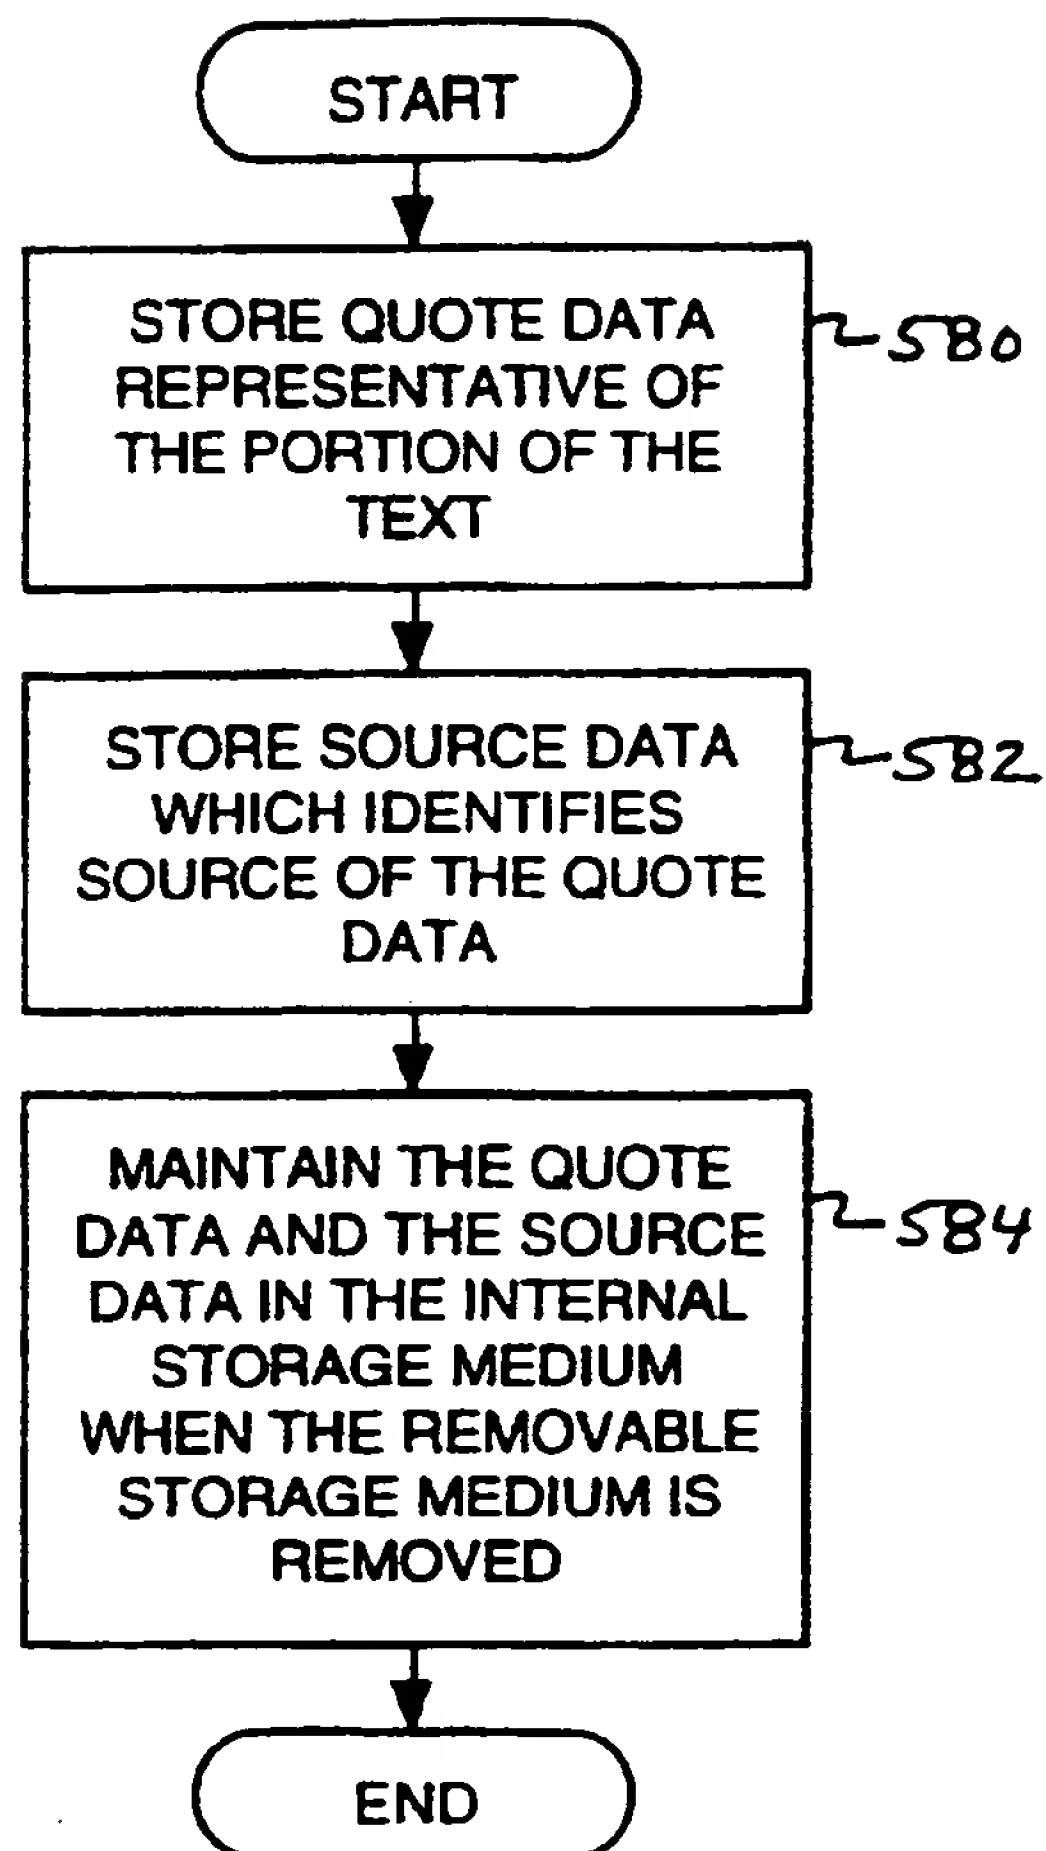 START
STORE QUOTE DATA
REPRESENTATIVE OF
THE PORTION OF THE
TEXT
580
STORE SOURCE DATA
WHICH IDENTIFIES
SOURCE OF THE QUOTE
DATA
582
MAINTAIN THE QUOTE
DATA AND THE SOURCE
DATA IN THE INTERNAL
STORAGE MEDIUM
WHEN THE REMOVABLE
STORAGE MEDIUM IS
REMOVED
584
END